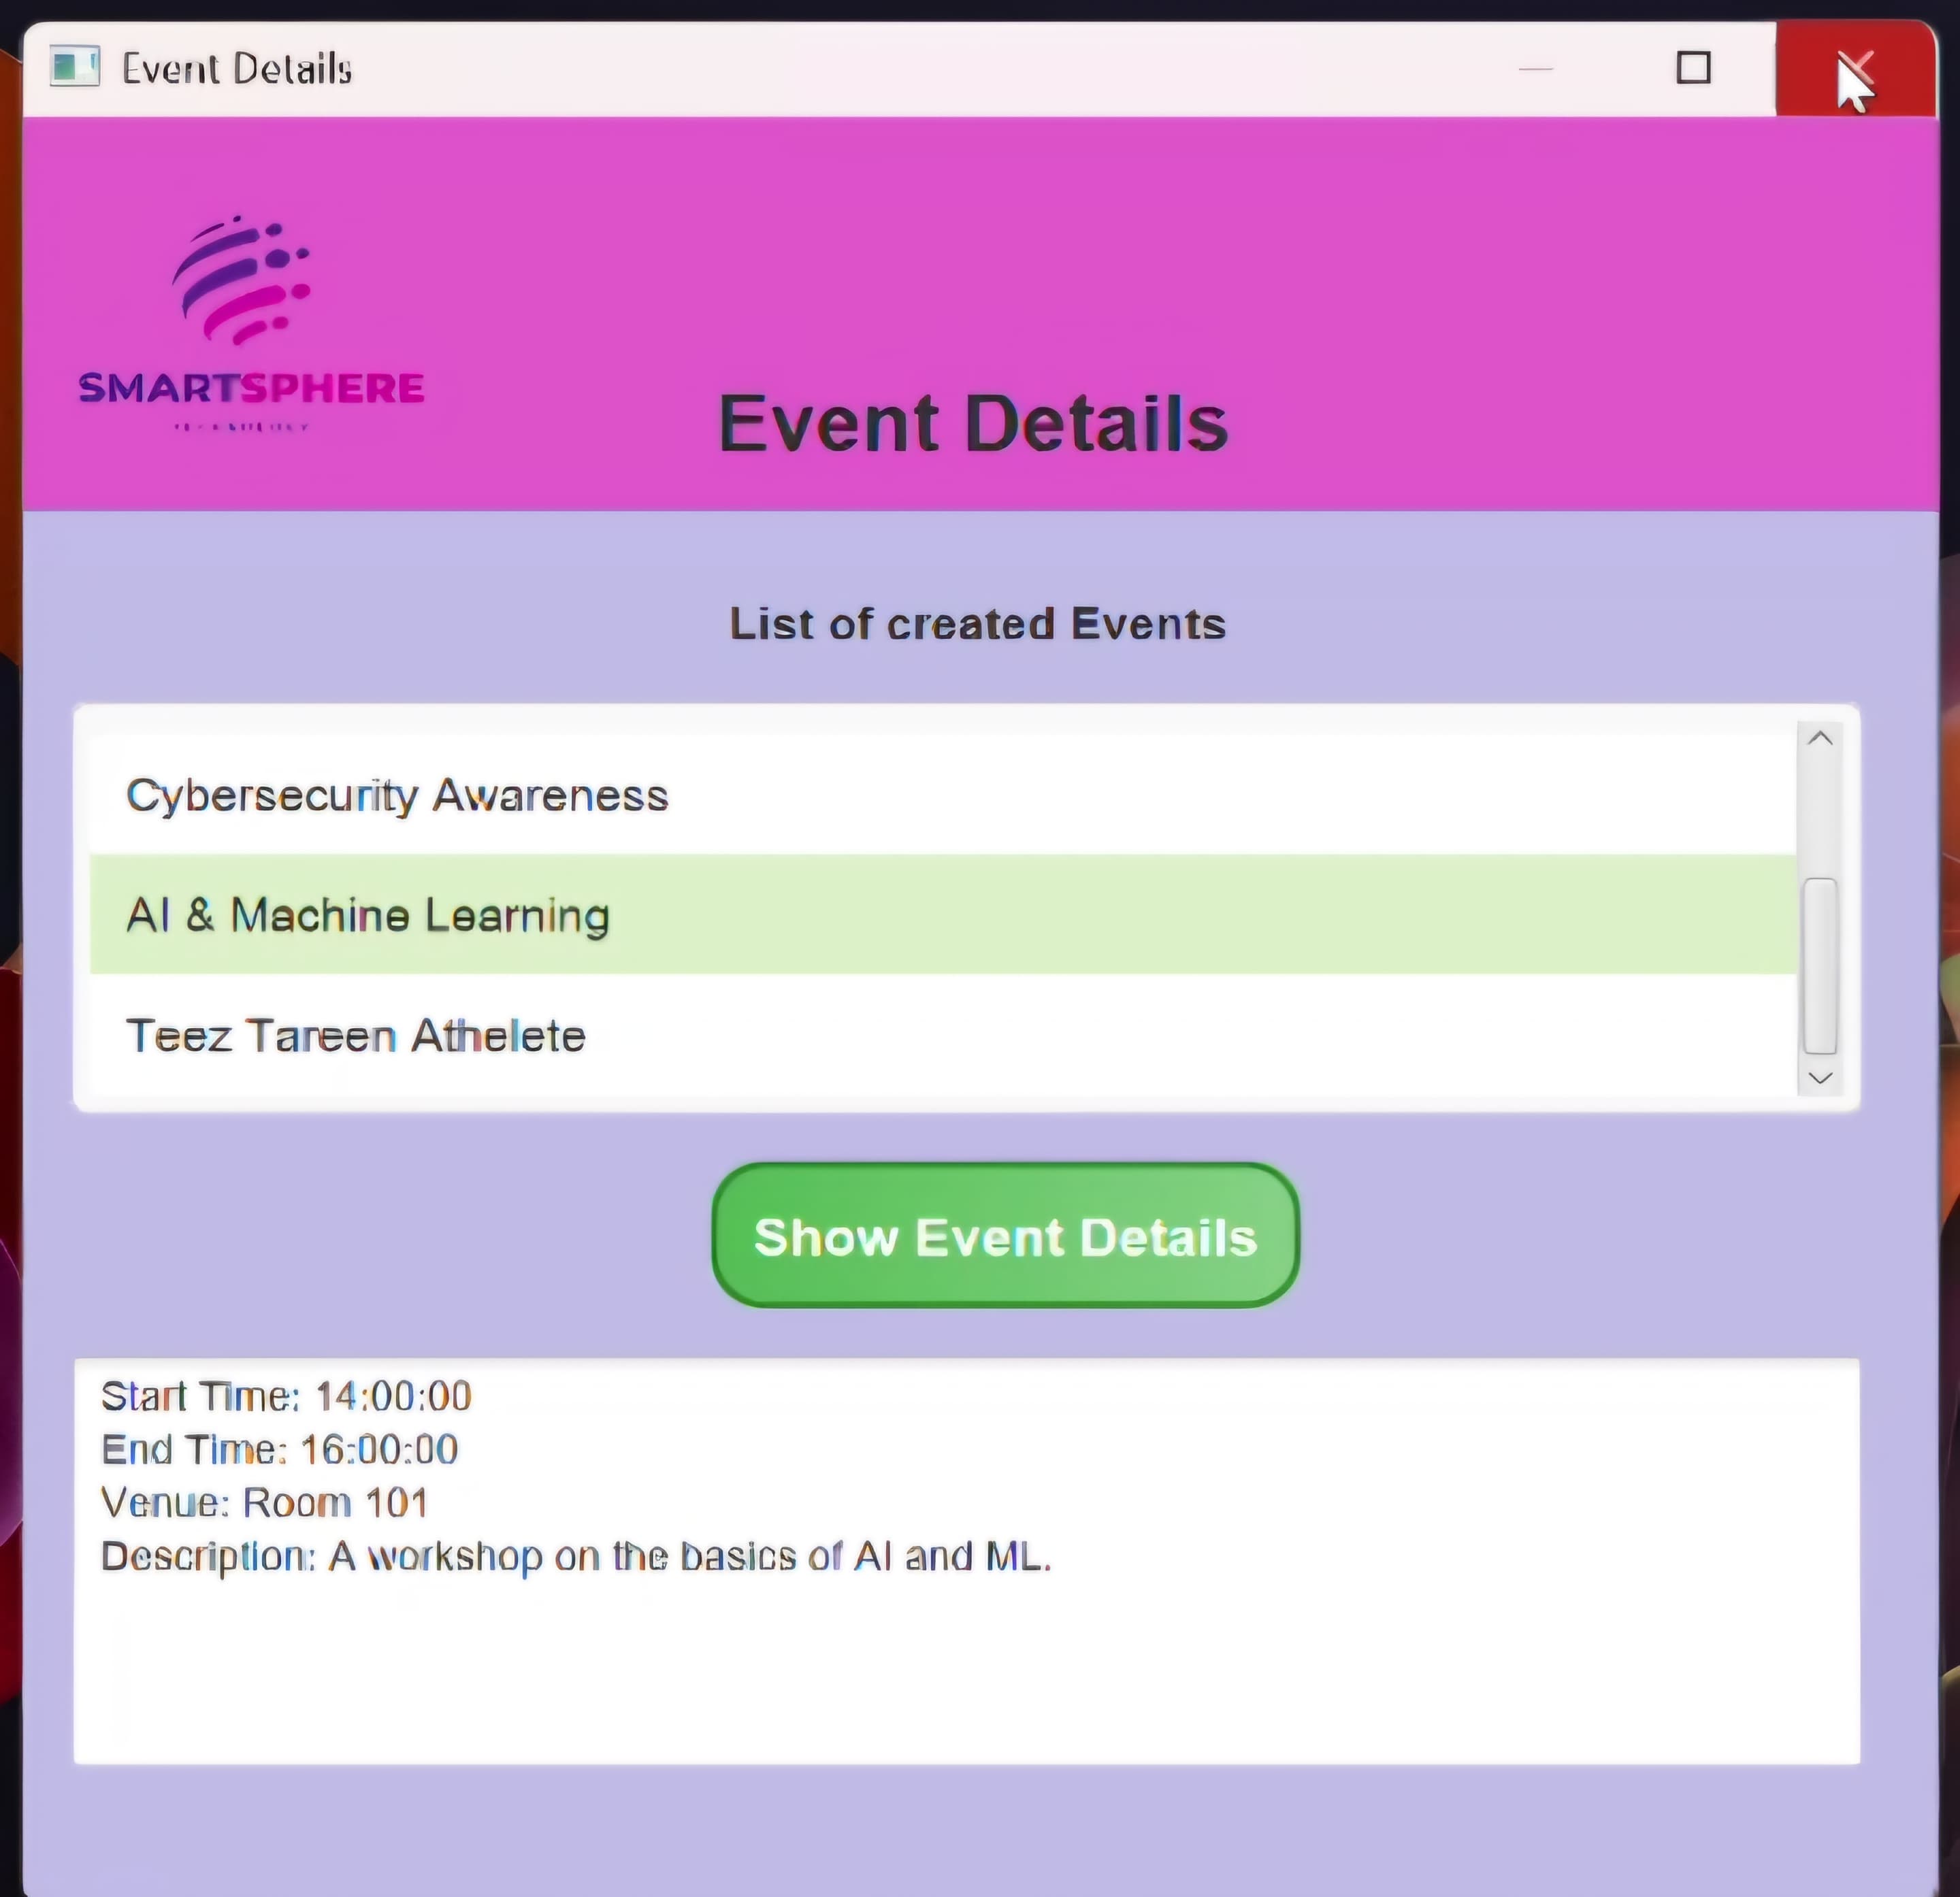 Event Details
SMARTSPHERE
Event Details
List of created Events
Cybersecurity Awareness
AI & Machine Learning
Teez Tareen Athelete
Show Event Details
Start Time: 14:00:00
End Time: 16:00:00
Venue: Room 101
Description: A workshop on the basics of AI and ML.